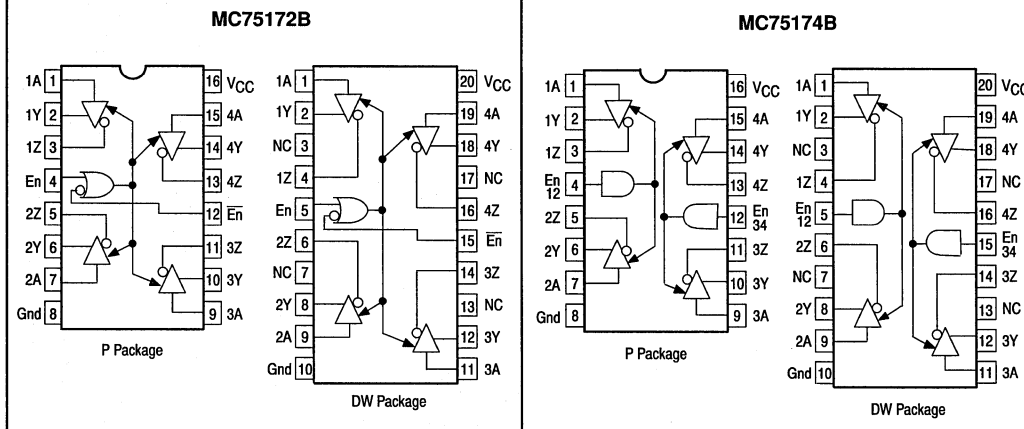 MC75172B
1A 1 16 VCC
1Y 2 15 4A
1Z 3 14 4Y
En 4 13 4Z
2Z 5 12 En
2Y 6 11 3Z
2A 7 10 3Y
Gnd 8 9 3A
P Package
1A 1 20 VCC
1Y 2 19 4A
NC 3 18 4Y
1Z 4 17 NC
En 5 16 4Z
2Z 6 15 En
NC 7 14 3Z
2Y 8 13 NC
2A 9 12 3Y
Gnd 10 11 3A
DW Package
MC75174B
1A 1 16 VCC
1Y 2 15 4A
1Z 3 14 4Y
En 12 4 13 4Z
2Z 5 12 En 34
2Y 6 11 3Z
2A 7 10 3Y
Gnd 8 9 3A
P Package
1A 1 20 VCC
1Y 2 19 4A
NC 3 18 4Y
1Z 4 17 NC
En 12 5 16 4Z
2Z 6 15 En 34
NC 7 14 3Z
2Y 8 13 NC
2A 9 12 3Y
Gnd 10 11 3A
DW Package